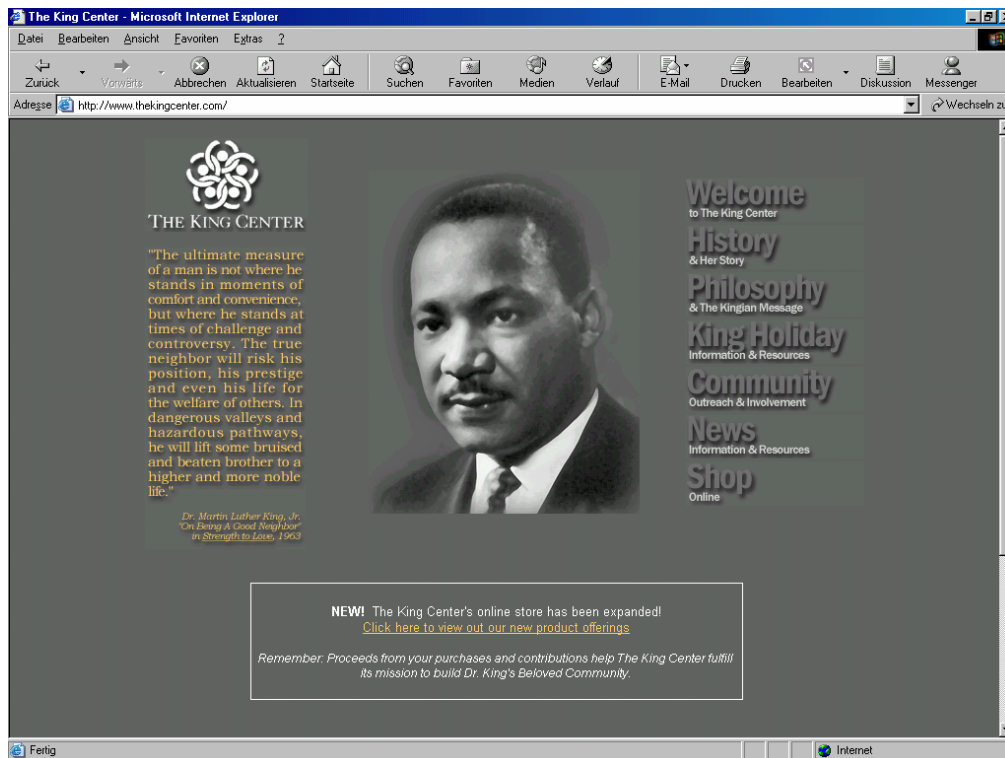 The King Center - Microsoft Internet Explorer
Datei Bearbeiten Ansicht Favoriten Extras ?
Zurück Vorwärts Abbrechen Aktualisieren Startseite Suchen Favoriten Medien Verlauf E-Mail Drucken Bearbeiten Diskussion Messenger
Adresse http://www.thekingcenter.com/ Wechseln zu
THE KING CENTER
"The ultimate measure
of a man is not where he
stands in moments of
comfort and convenience,
but where he stands at
times of challenge and
controversy. The true
neighbor will risk his
position, his prestige
and even his life for
the welfare of others. In
dangerous valleys and
hazardous pathways,
he will lift some bruised
and beaten brother to a
higher and more noble
life."
Dr. Martin Luther King, Jr.
"On Being A Good Neighbor"
in Strength to Love, 1963
Welcome
to The King Center
History
& Her Story
Philosophy
& The Kingian Message
King Holiday
Information & Resources
Community
Outreach & Involvement
News
Information & Resources
Shop
Online
NEW! The King Center's online store has been expanded!
Click here to view out our new product offerings
Remember: Proceeds from your purchases and contributions help The King Center fulfill
its mission to build Dr. King's Beloved Community.
Fertig Internet